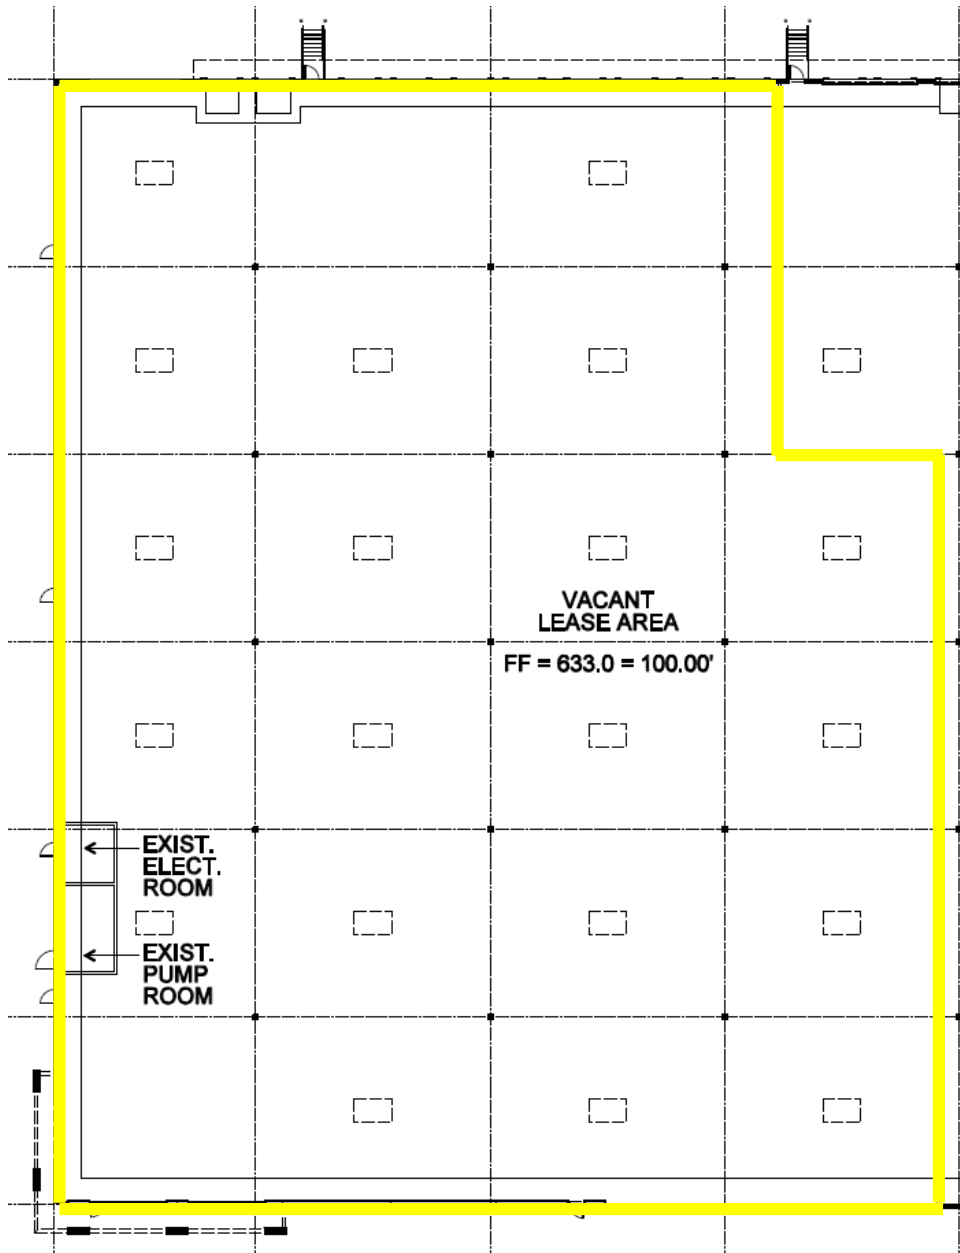 VACANT
LEASE AREA
FF = 633.0 = 100.00'
EXIST.
ELECT.
ROOM
EXIST.
PUMP
ROOM